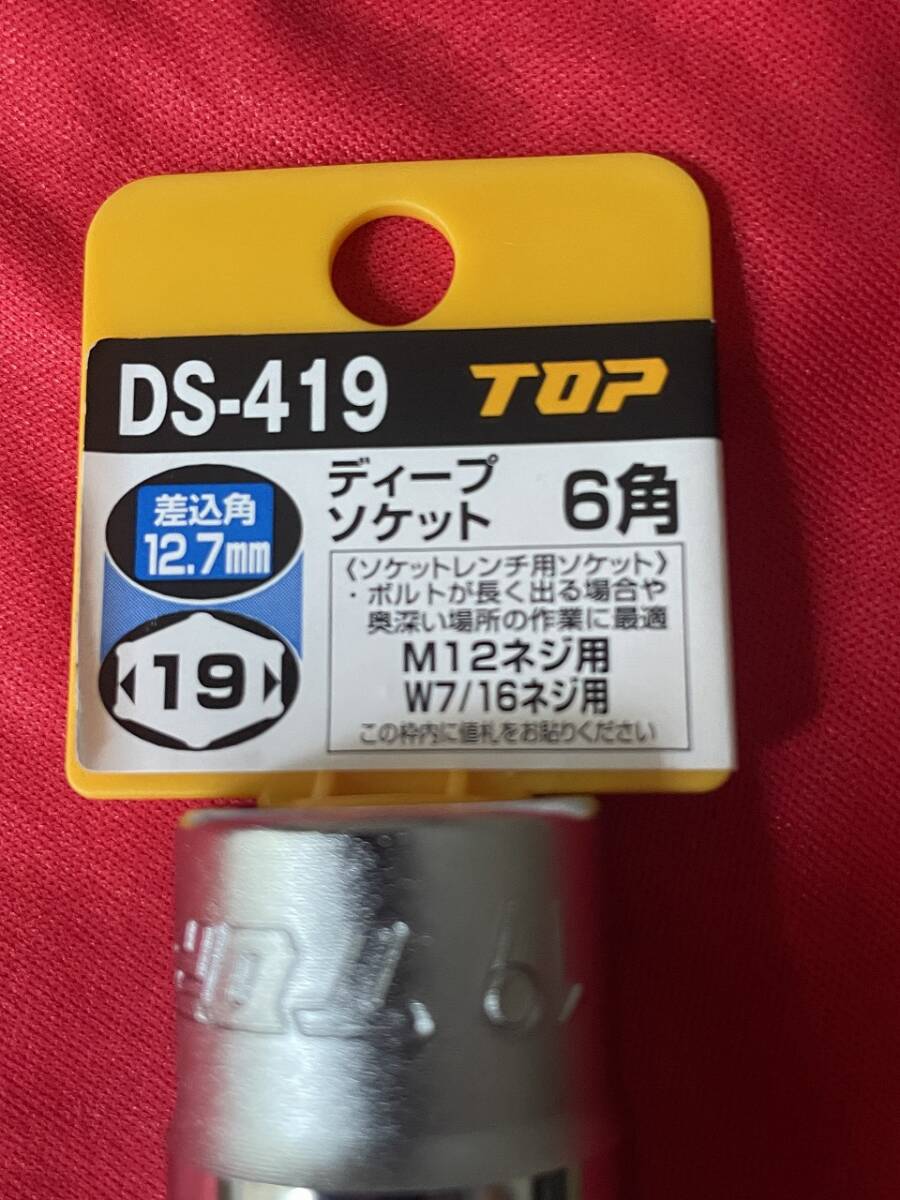 DS-419 TOP
差込角
12.7mm
19
ディープ
ソケット
6角
〈ソケットレンチ用ソケット〉
・ボルトが長く出る場合や
奥深い場所の作業に最適
M12ネジ用
W7/16ネジ用
この枠内に値札をお貼りください